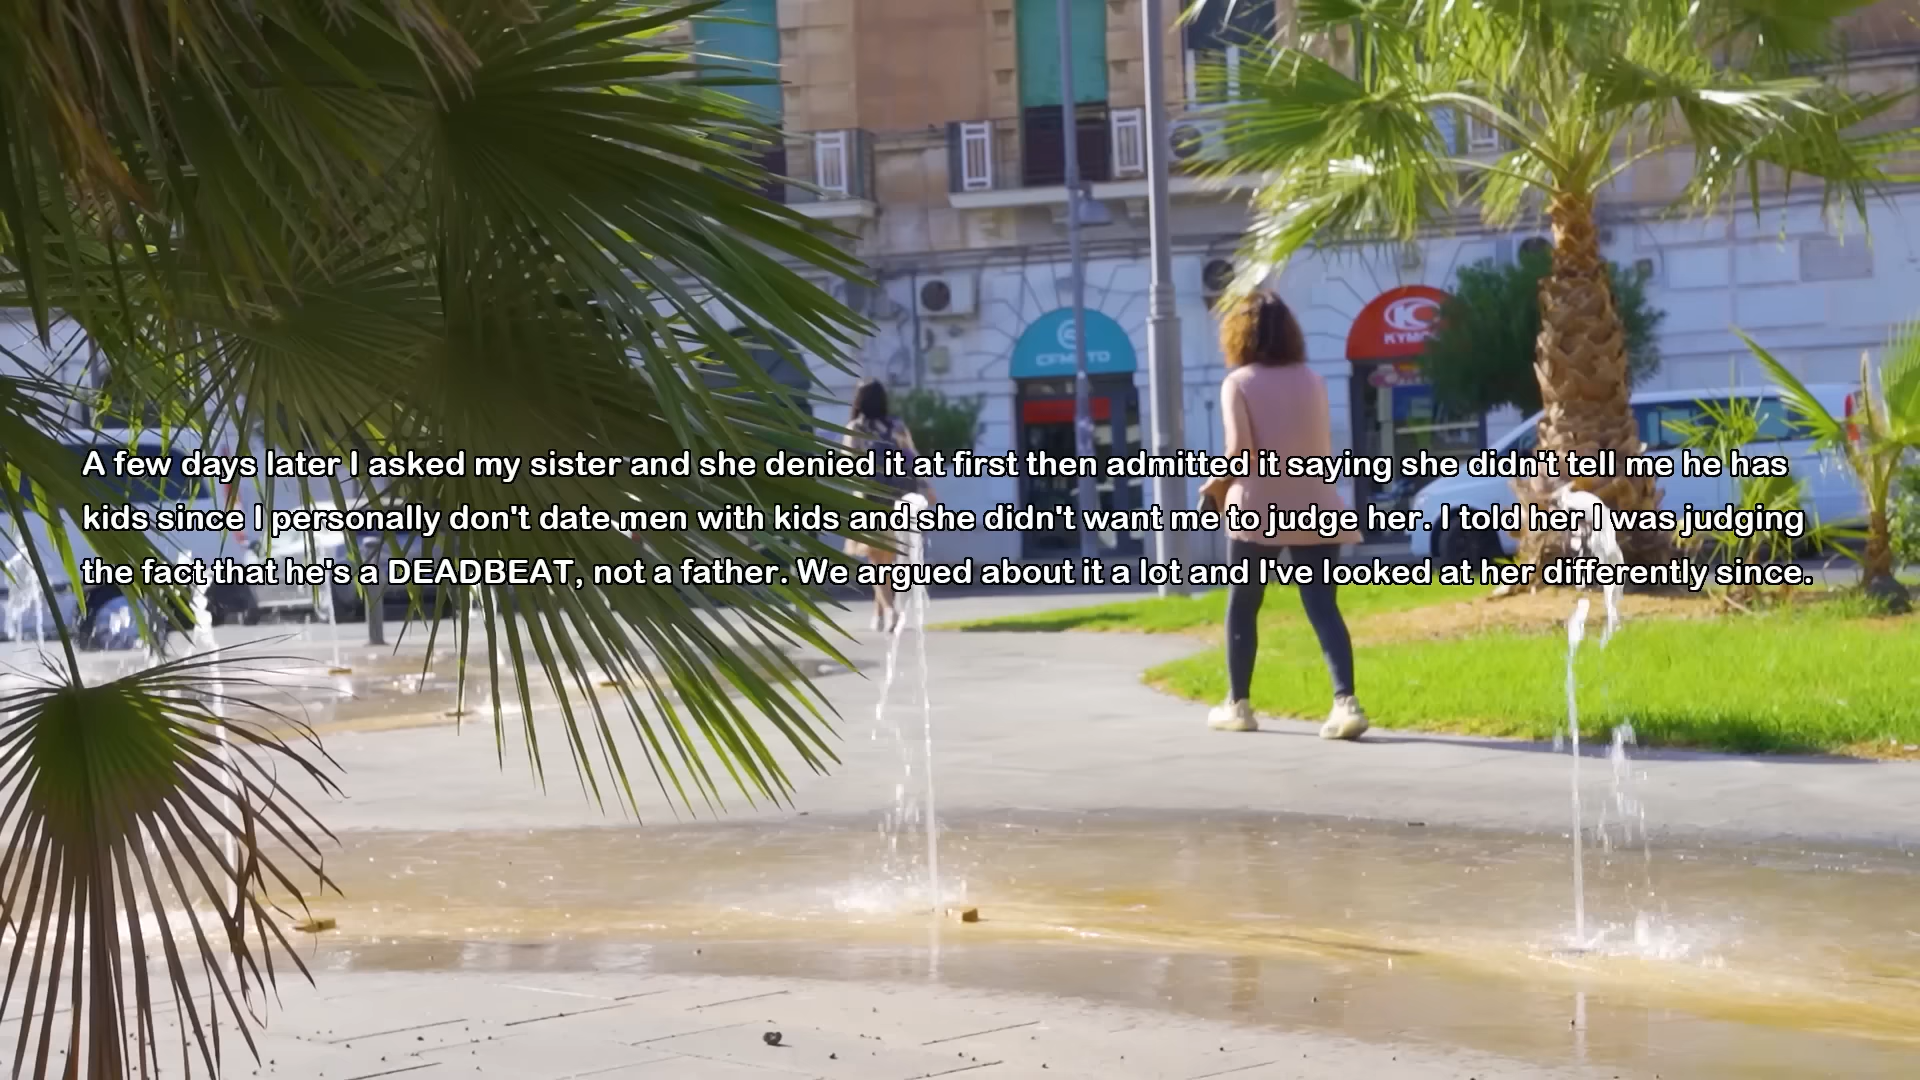 CFMOTO
KYM
A few days later I asked my sister and she denied it at first then admitted it saying she didn't tell me he has
kids since I personally don't date men with kids and she didn't want me to judge her. I told her I was judging
the fact that he's a DEADBEAT, not a father. We argued about it a lot and I've looked at her differently since.